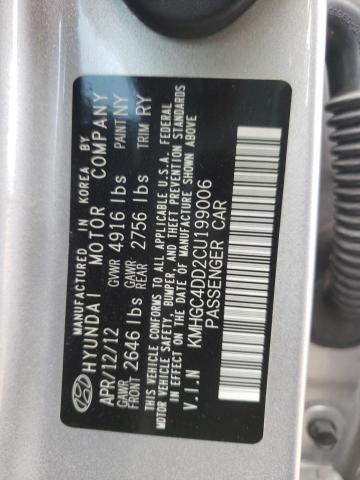 MANUFACTURED IN KOREA BY
HYUNDAI MOTOR COMPANY
APR/12/12 GVWR 4916 lbs PAINT NY
GAWR FRONT 2646 lbs GAWR REAR 2756 lbs TRIM RY
THIS VEHICLE CONFORMS TO ALL APPLICABLE U.S.A. FEDERAL
MOTOR VEHICLE SAFETY, BUMPER, AND THEFT PREVENTION STANDARDS
IN EFFECT ON THE DATE OF MANUFACTURE SHOWN ABOVE
V.I.N KMHGC4DD2CU199006
PASSENGER CAR